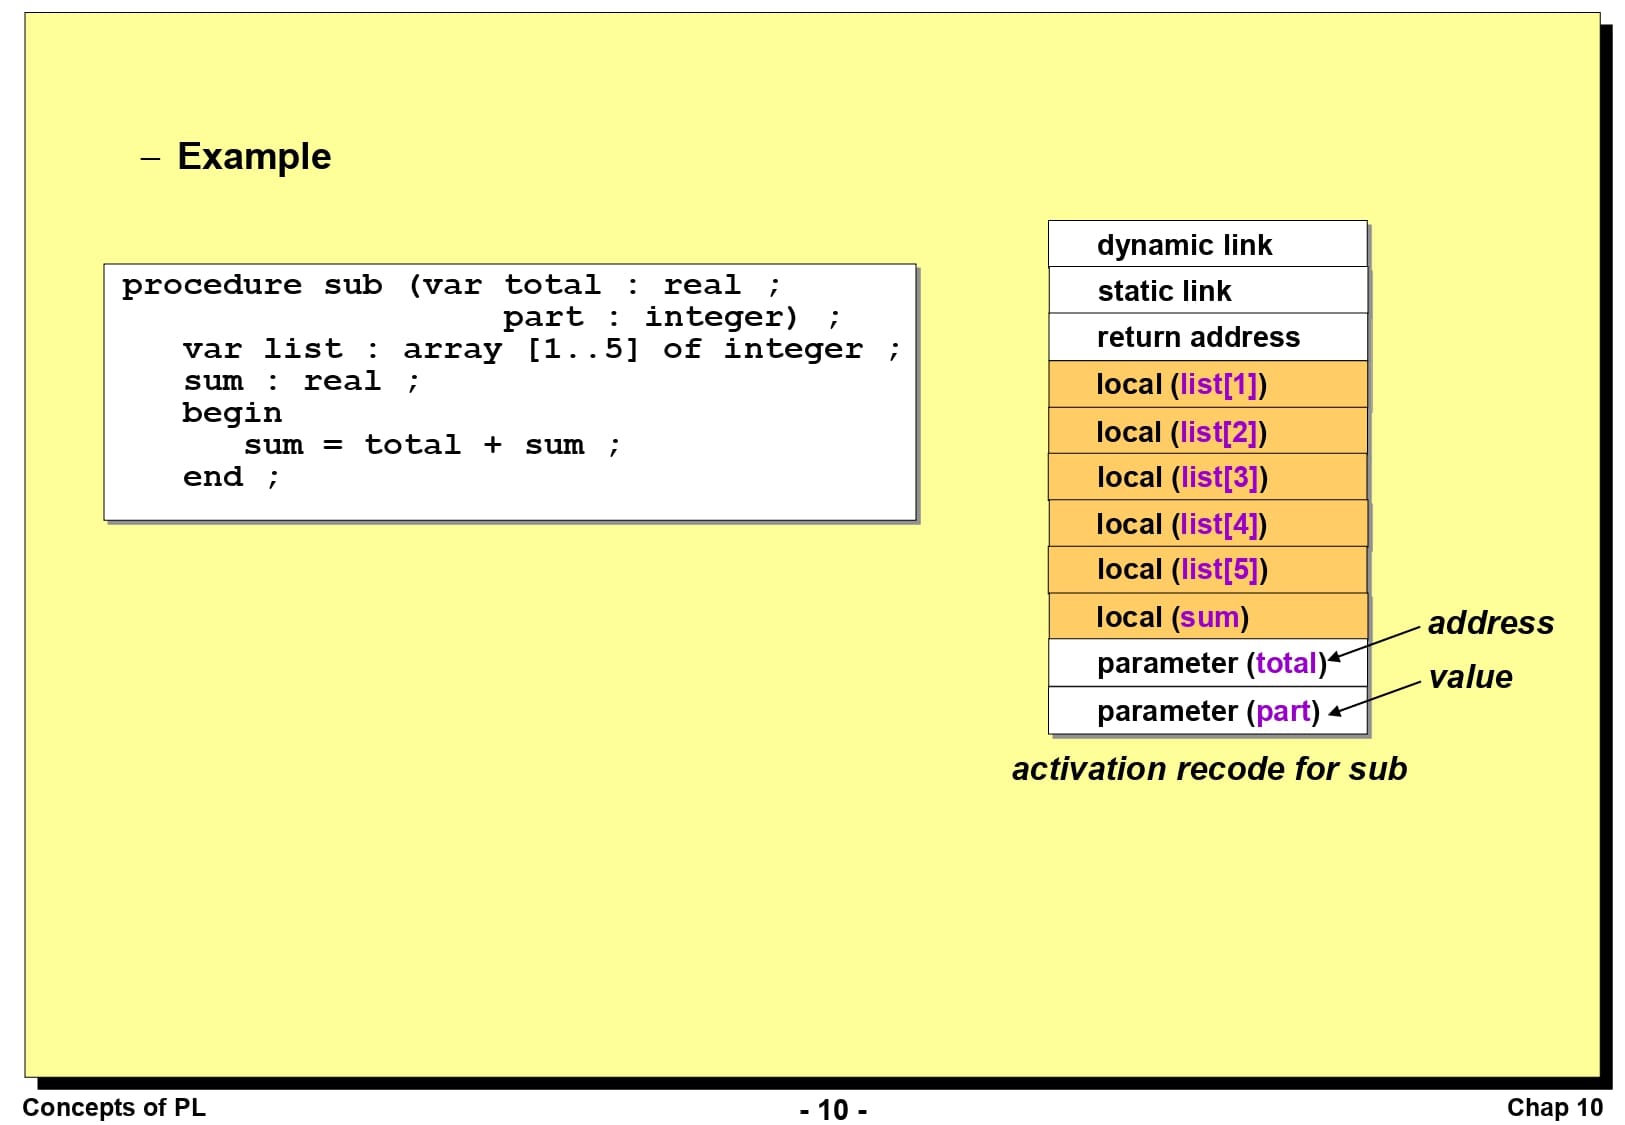 – Example
procedure sub (var total : real ;
part : integer) ;
var list : array [1..5] of integer ;
sum : real ;
begin
sum = total + sum ;
end ;
dynamic link
static link
return address
local (list[1])
local (list[2])
local (list[3])
local (list[4])
local (list[5])
local (sum)
parameter (total)
parameter (part)
address
value
activation recode for sub
Concepts of PL
- 10 -
Chap 10